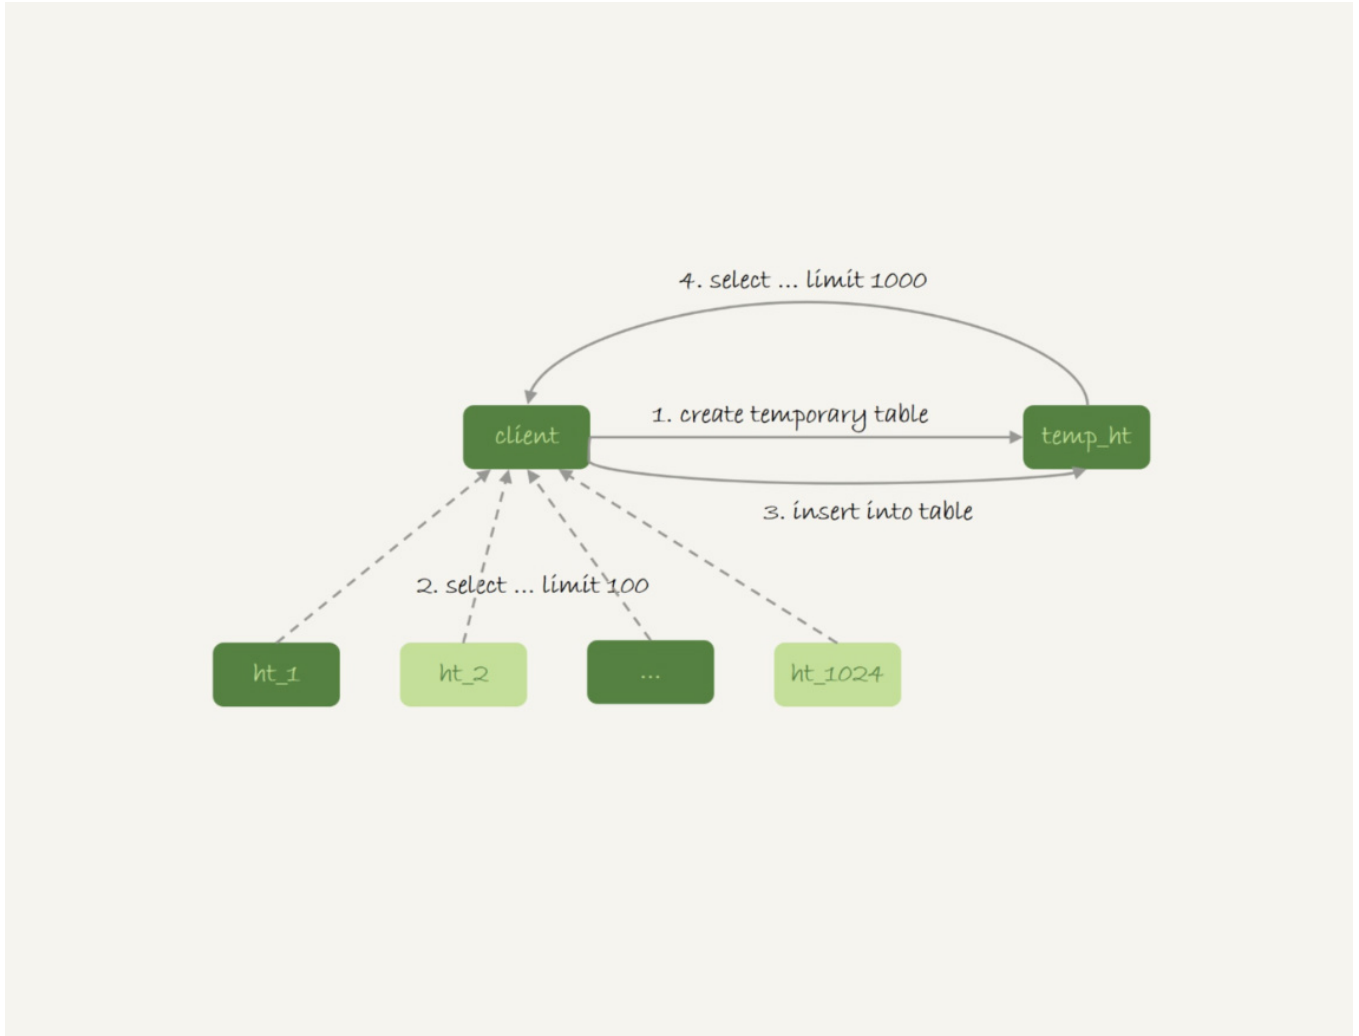 4. select ... limit 1000
1. create temporary table
client
temp_ht
3. insert into table
2. select ... limit 100
ht_1
ht_2
...
ht_1024